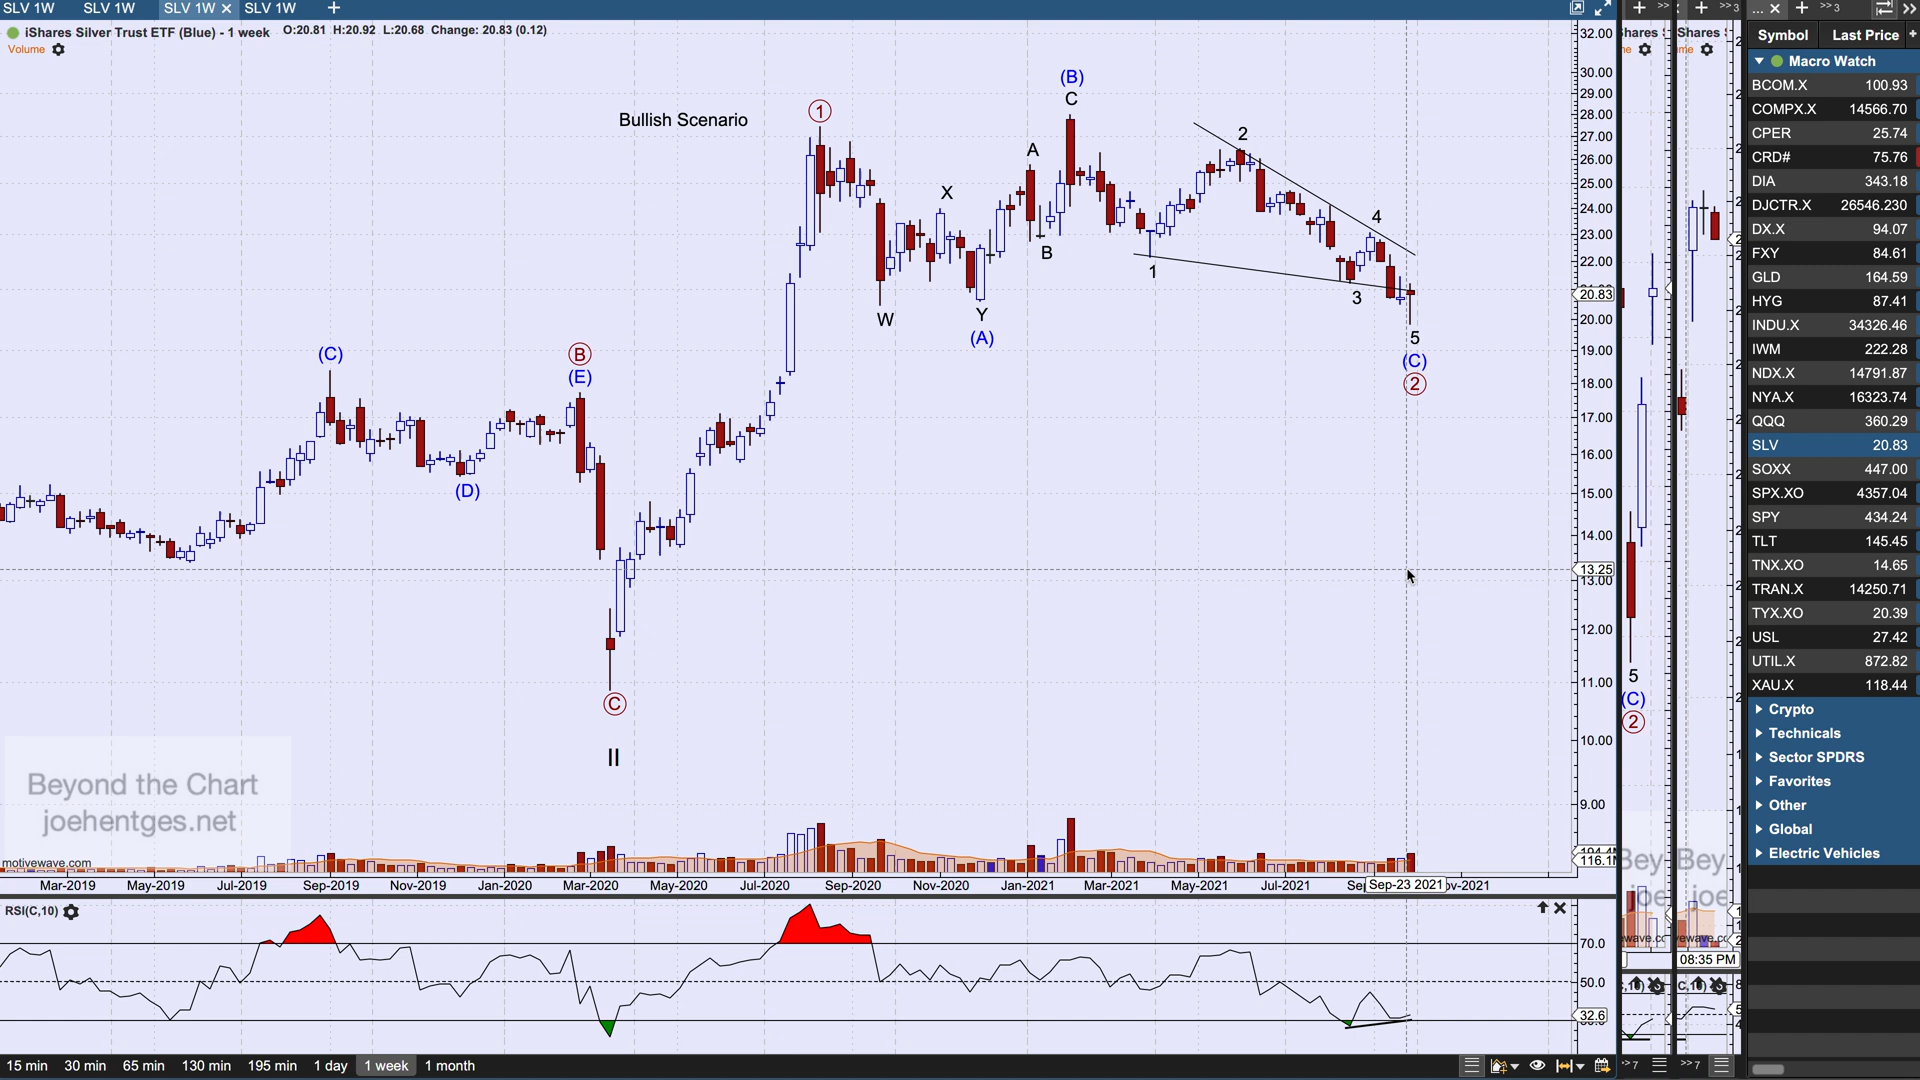 SLV 1W
SLV 1W
SLV 1W
SLV 1W
iShares Silver Trust ETF (Blue) - 1 week O:20.81 H:20.92 L:20.68 Change: 20.83 (0.12)
Volume
Bullish Scenario
1
(B)
C
A
X
B
W
Y
(A)
2
4
1
3
5
(C)
2
(C)
B
(E)
(D)
C
II
Beyond the Chart
joehentges.net
motivewave.com
32.00
30.00
29.00
28.00
27.00
26.00
25.00
24.00
23.00
22.00
20.83
20.00
19.00
18.00
17.00
16.00
15.00
14.00
13.25
13.00
12.00
11.00
10.00
9.00
116.1
Mar-2019 May-2019 Jul-2019 Sep-2019 Nov-2019 Jan-2020 Mar-2020 May-2020 Jul-2020 Sep-2020 Nov-2020 Jan-2021 Mar-2021 May-2021 Jul-2021 Sep-23 2021
RSI(C,10)
70.0
50.0
32.6
15 min 30 min 65 min 130 min 195 min 1 day 1 week 1 month
5
(C)
2
08:35 PM
Symbol Last Price
Macro Watch
BCOM.X 100.93
COMPX.X 14566.70
CPER 25.74
CRD# 75.76
DIA 343.18
DJCTR.X 26546.230
DX.X 94.07
FXY 84.61
GLD 164.59
HYG 87.41
INDU.X 34326.46
IWM 222.28
NDX.X 14791.87
NYA.X 16323.74
QQQ 360.29
SLV 20.83
SOXX 447.00
SPX.XO 4357.04
SPY 434.24
TLT 145.45
TNX.XO 14.65
TRAN.X 14250.71
TYX.XO 20.39
USL 27.42
UTIL.X 872.82
XAU.X 118.44
Crypto
Technicals
Sector SPDRS
Favorites
Other
Global
Electric Vehicles